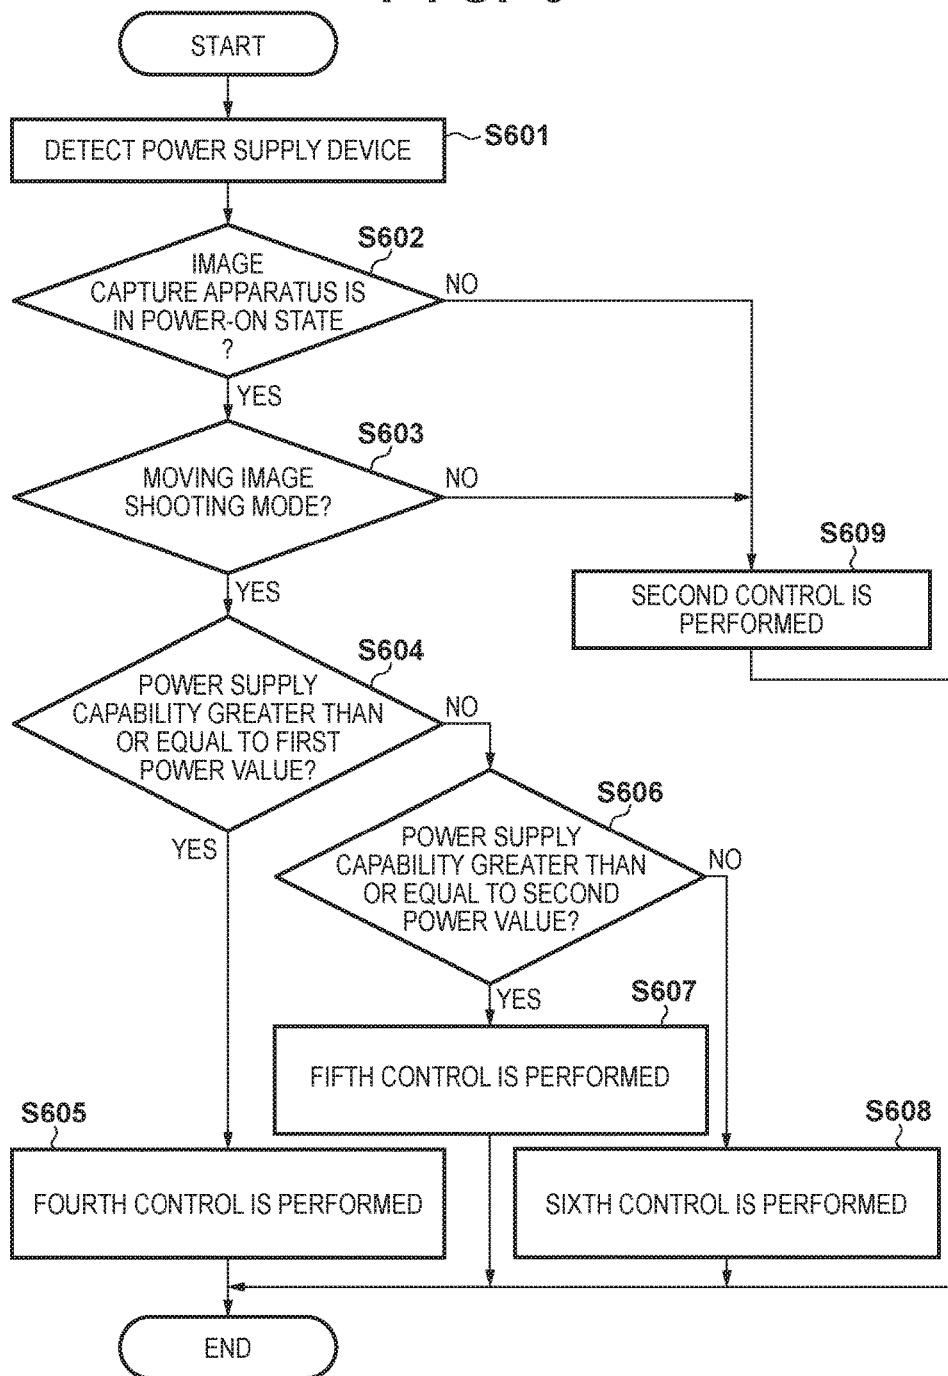 START
DETECT POWER SUPPLY DEVICE
S601
S602
IMAGE
CAPTURE APPARATUS IS
IN POWER-ON STATE
?
NO
YES
S603
MOVING IMAGE
SHOOTING MODE?
NO
YES
S609
SECOND CONTROL IS
PERFORMED
S604
POWER SUPPLY
CAPABILITY GREATER THAN
OR EQUAL TO FIRST
POWER VALUE?
NO
YES
S606
POWER SUPPLY
CAPABILITY GREATER THAN
OR EQUAL TO SECOND
POWER VALUE?
NO
YES
S607
FIFTH CONTROL IS PERFORMED
S605
FOURTH CONTROL IS PERFORMED
S608
SIXTH CONTROL IS PERFORMED
END